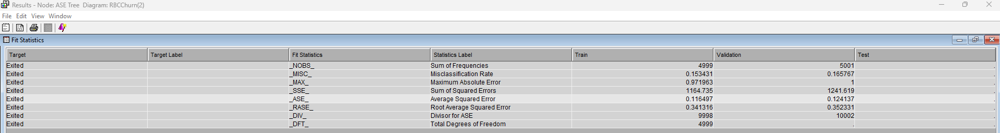 Results - Node: ASE Tree  Diagram: RBCChurn(2)
File Edit View Window
Fit Statistics
Target Target Label Fit Statistics Statistics Label Train Validation Test
Exited _NOBS_ Sum of Frequencies 4999 5001 .
Exited _MISC_ Misclassification Rate 0.153431 0.165767 .
Exited _MAX_ Maximum Absolute Error 0.971963 1 .
Exited _SSE_ Sum of Squared Errors 1164.735 1241.619 .
Exited _ASE_ Average Squared Error 0.116497 0.124137 .
Exited _RASE_ Root Average Squared Error 0.341316 0.352331 .
Exited _DIV_ Divisor for ASE 9998 10002 .
Exited _DFT_ Total Degrees of Freedom 4999 . .